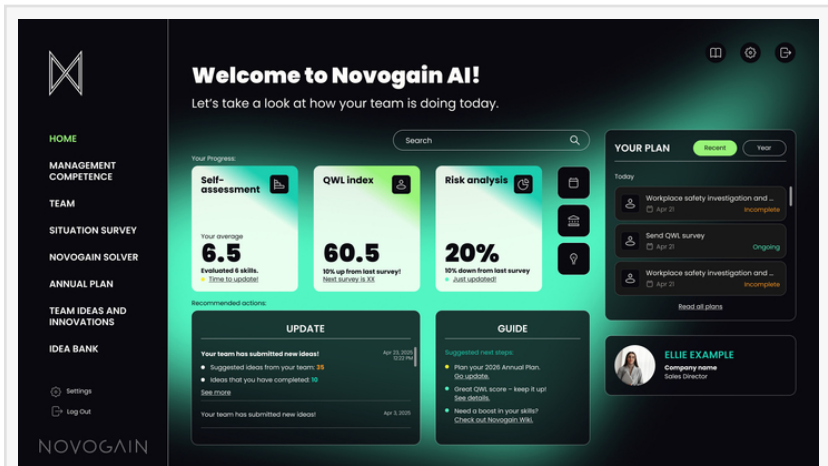 Welcome to Novogain AI!
Let's take a look at how your team is doing today.
HOME
MANAGEMENT
COMPETENCE
TEAM
SITUATION SURVEY
NOVOGAIN SOLVER
ANNUAL PLAN
TEAM IDEAS AND
INNOVATIONS
IDEA BANK
Settings
Log Out
NOVOGAIN
Search
Your Progress:
Self-
assessment
Your average
6.5
Evaluated 6 skills.
Time to update!
QWL index
60.5
10% up from last survey!
Next survey is XX
Risk analysis
20%
10% down from last survey
Just updated!
Recommended actions:
UPDATE
Your team has submitted new ideas!
Apr 23, 2025
12:22 PM
Suggested ideas from your team: 35
Ideas that you have completed: 10
See more
Your team has submitted new ideas!
Apr 3, 2025
GUIDE
Suggested next steps:
Plan your 2026 Annual Plan.
Go update.
Great QWL score – keep it up!
See details.
Need a boost in your skills?
Check out Novogain Wiki.
YOUR PLAN
Recent
Year
Today
Workplace safety investigation and ...
Apr 21
Incomplete
Send QWL survey
Apr 21
Ongoing
Workplace safety investigation and ...
Apr 21
Incomplete
Read all plans
ELLIE EXAMPLE
Company name
Sales Director